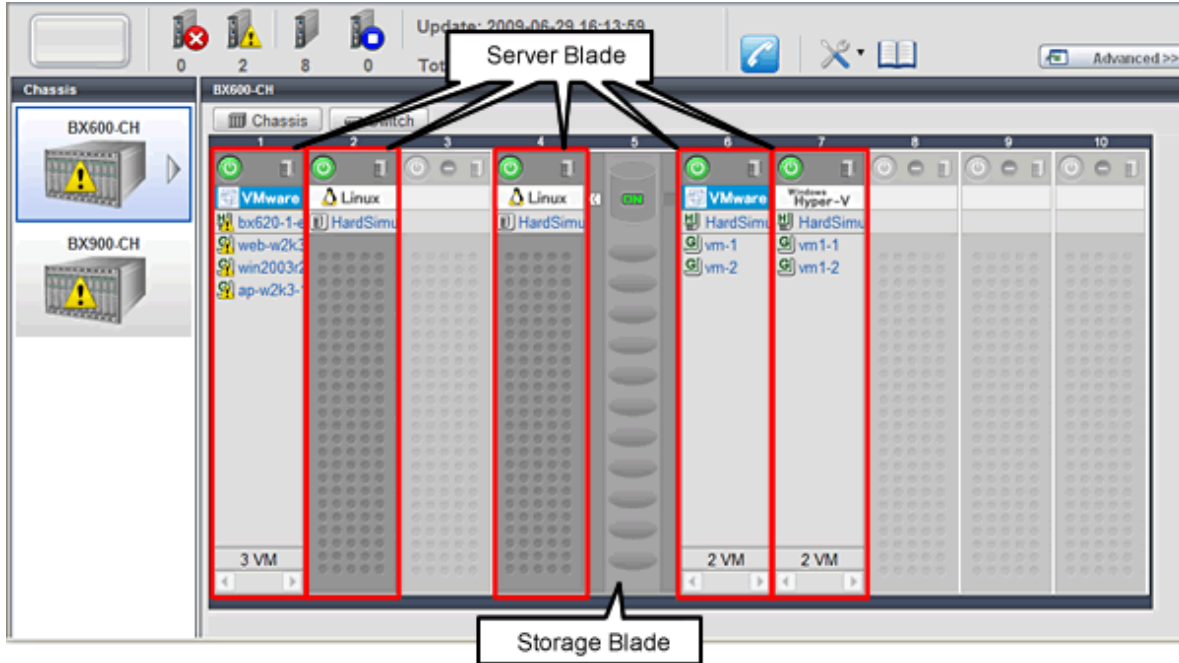 Update: 2009-06-29 16:13:59
0 2 8 0
Server Blade
Advanced>>
Chassis
BX600-CH
BX600-CH
Chassis
1 2 3 4 5 6 7 8 9 10
VMware Linux Linux ON VMware Windows Hyper-V
bx620-1-e HardSimu HardSimu HardSimu HardSimu
web-w2k3 vm-1 vm1-1
win2003r2 vm-2 vm1-2
ap-w2k3-
BX900-CH
3 VM 2 VM 2 VM
Storage Blade